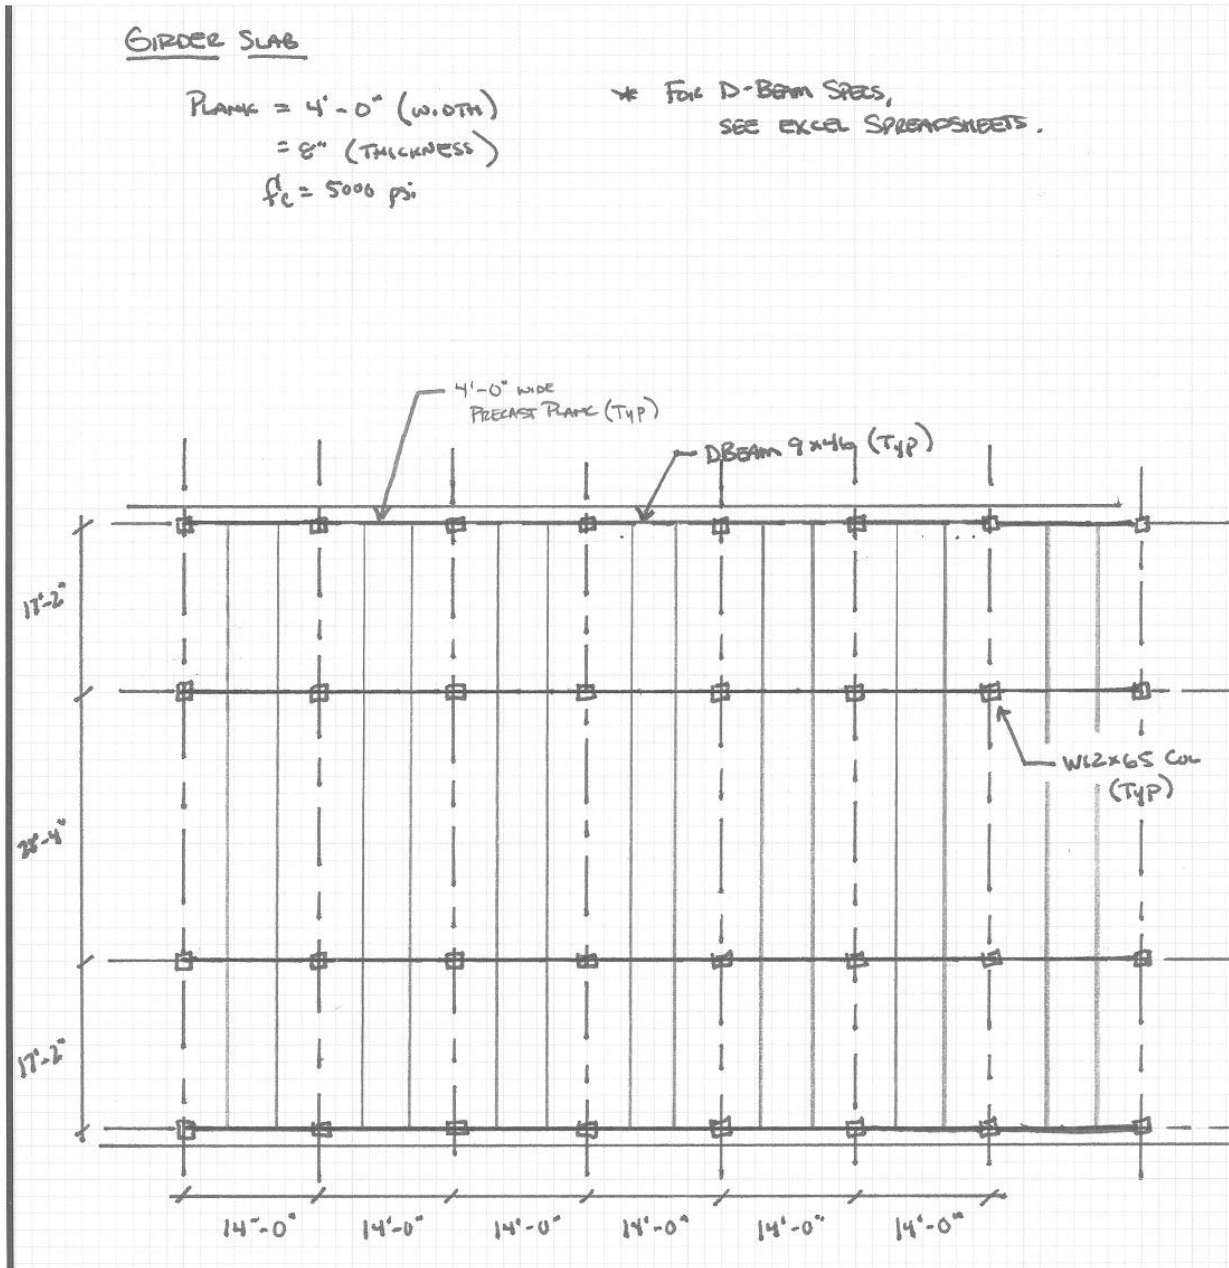 GIRDER SLAB
PLANK = 4'-0" (WIDTH)
= 8" (THICKNESS)
f'c = 5000 psi
* FOR D-BEAM SPECS,
SEE EXCEL SPREADSHEETS.
4'-0" WIDE
PRECAST PLANK (TYP)
DBEAM 9x46 (TYP)
17'-2"
W12x65 COL
(TYP)
28'-4"
17'-2"
14'-0" 14'-0" 14'-0" 14'-0" 14'-0" 14'-0"